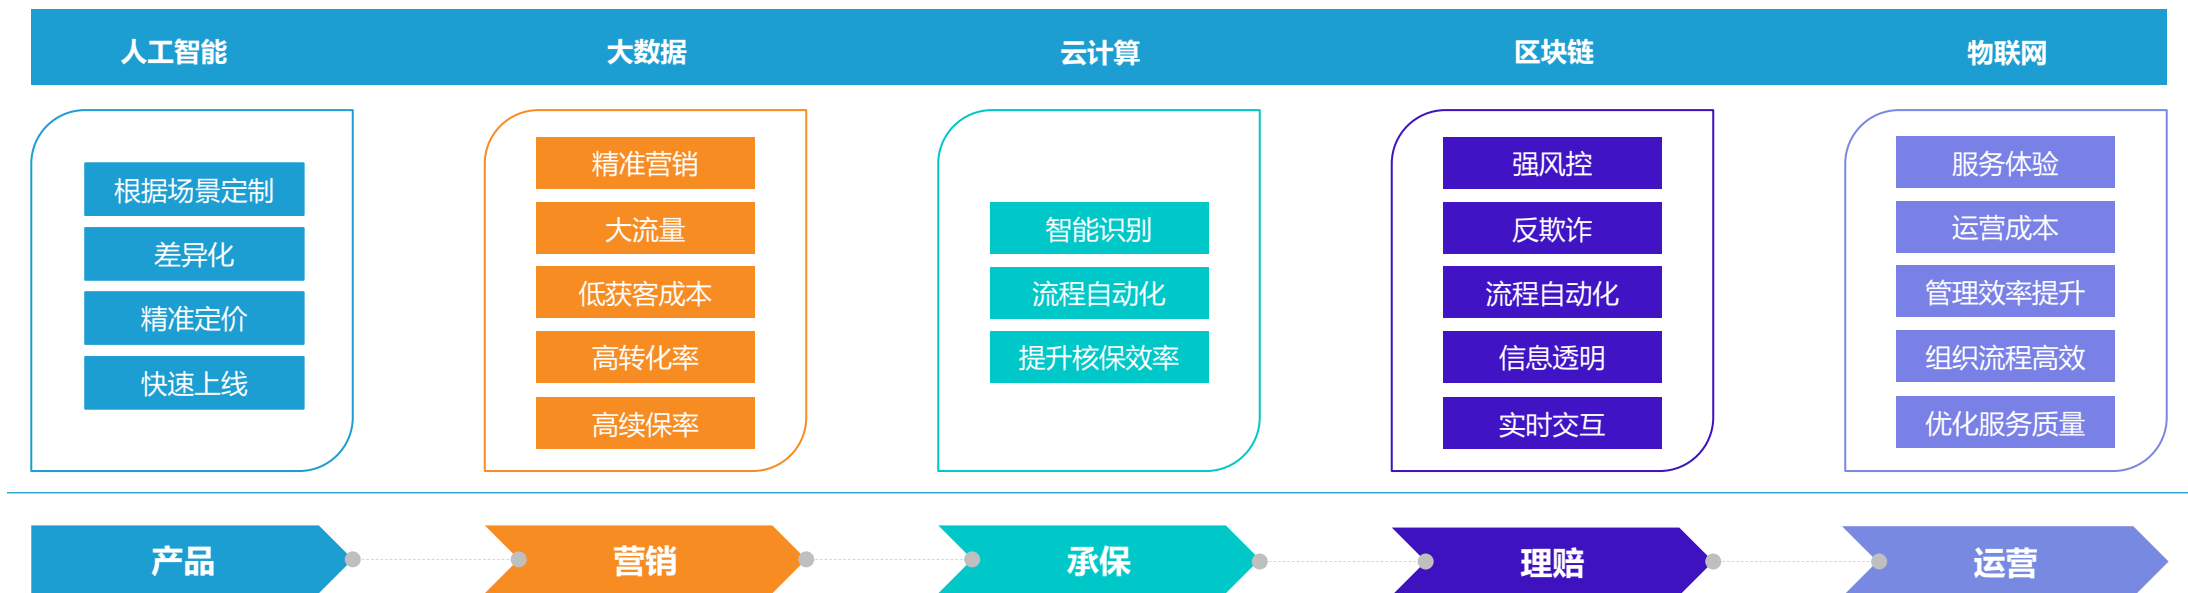 人工智能 大数据 云计算 区块链 物联网
根据场景定制
差异化
精准定价
快速上线
精准营销
大流量
低获客成本
高转化率
高续保率
智能识别
流程自动化
提升核保效率
强风控
反欺诈
流程自动化
信息透明
实时交互
服务体验
运营成本
管理效率提升
组织流程高效
优化服务质量
产品 营销 承保 理赔 运营